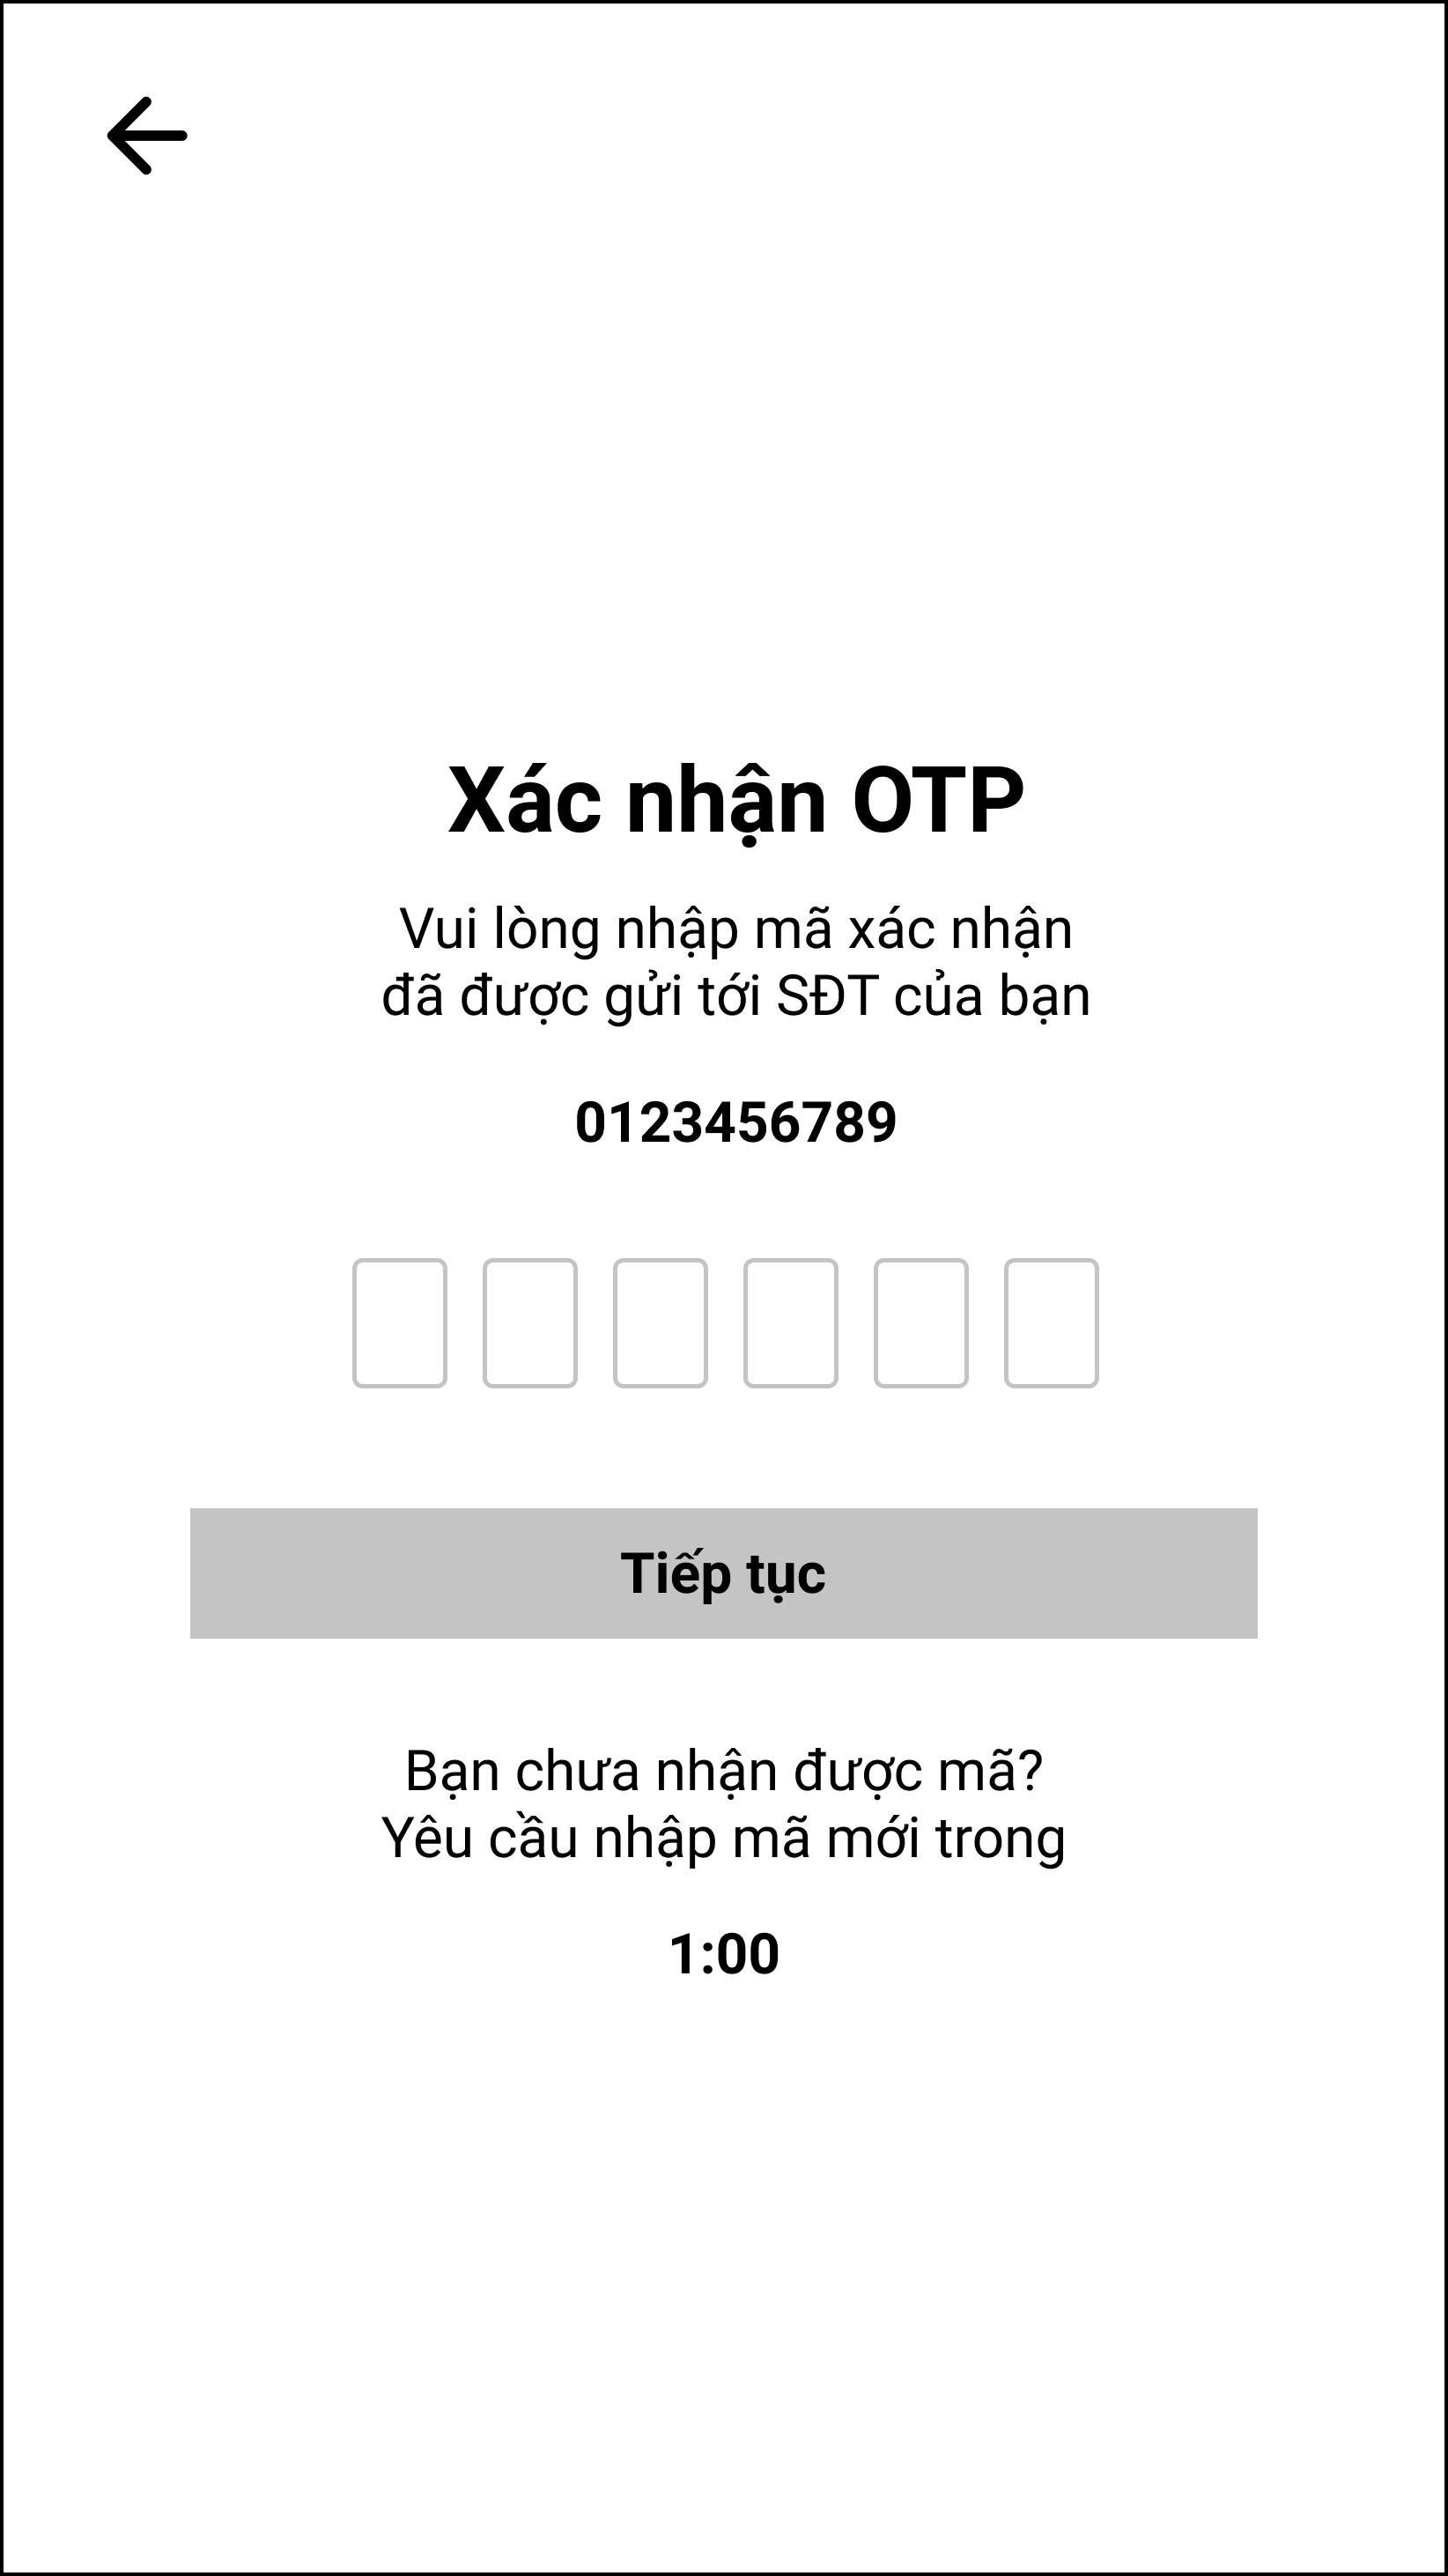 Xác nhận OTP
Vui lòng nhập mã xác nhận
đã được gửi tới SĐT của bạn
0123456789
Tiếp tục
Bạn chưa nhận được mã?
Yêu cầu nhập mã mới trong
1:00